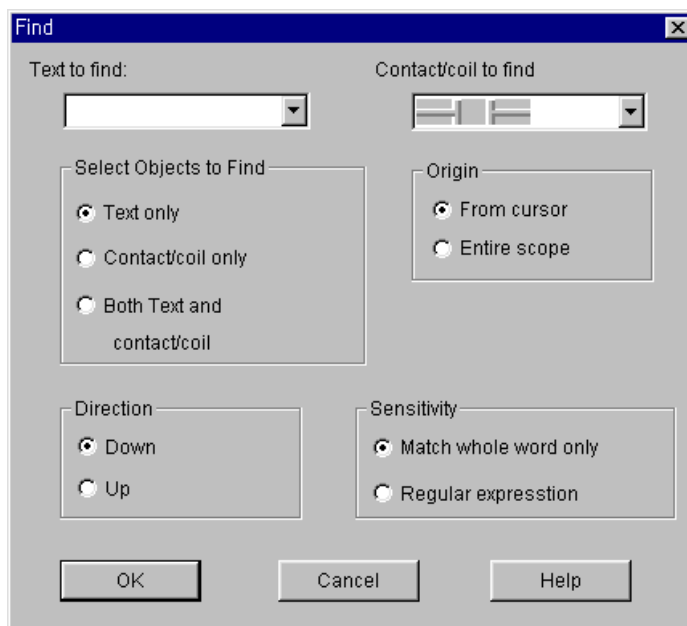 Find
Text to find:
Contact/coil to find
Select Objects to Find
Text only
Contact/coil only
Both Text and
contact/coil
Origin
From cursor
Entire scope
Direction
Down
Up
Sensitivity
Match whole word only
Regular expresstion
OK
Cancel
Help